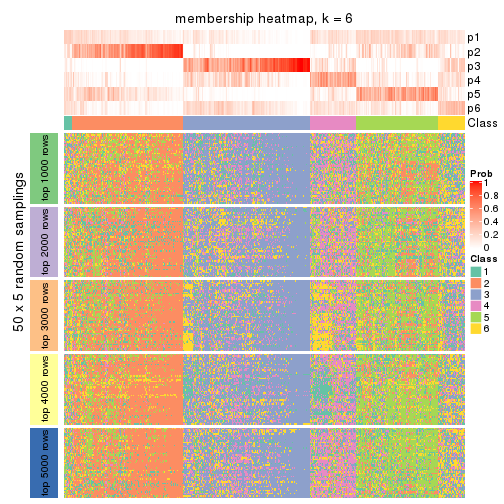 membership heatmap, k = 6
p1
p2
p3
p4
p5
p6
Class
50 x 5 random samplings
top 1000 rows
top 2000 rows
top 3000 rows
top 4000 rows
top 5000 rows
Prob
1
0.8
0.6
0.4
0.2
0
Class
1
2
3
4
5
6